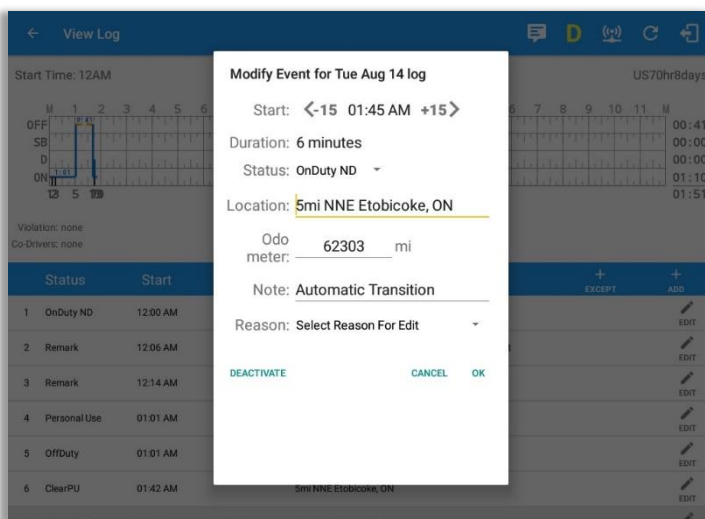 View Log
D
Start Time: 12AM
US70hr8days
M 1 2 3 4 5 6 7 8 9 10 11 M
OFF 0:41 00:41
SB 00:00
D 00:00
ON 1:01 01:10
01:51
Violation: none
Co-Drivers: none
Status Start + EXCEPT + ADD
1 OnDuty ND 12:00 AM EDIT
2 Remark 12:06 AM EDIT
3 Remark 12:14 AM EDIT
4 Personal Use 01:01 AM EDIT
5 OffDuty 01:01 AM EDIT
6 ClearPU 01:42 AM 5mi NNE Etobicoke, ON EDIT
Modify Event for Tue Aug 14 log
Start: -15 01:45 AM +15
Duration: 6 minutes
Status: OnDuty ND
Location: 5mi NNE Etobicoke, ON
Odo meter: 62303 mi
Note: Automatic Transition
Reason: Select Reason For Edit
DEACTIVATE CANCEL OK